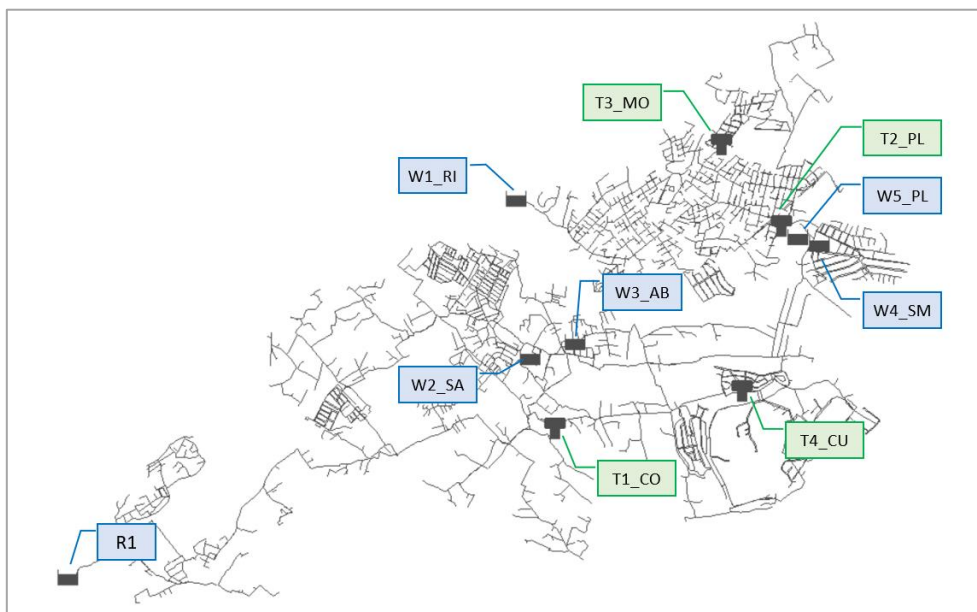 T3_MO
T2_PL
W1_RI
W5_PL
W3_AB
W4_SM
W2_SA
T4_CU
T1_CO
R1